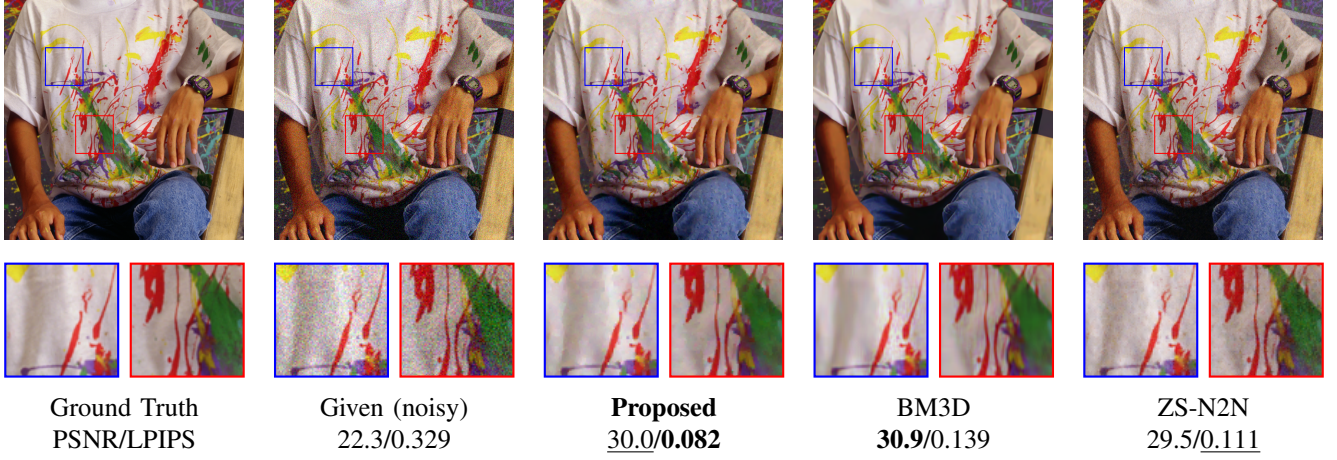 Ground Truth
PSNR/LPIPS
Given (noisy)
22.3/0.329
Proposed
30.0/0.082
BM3D
30.9/0.139
ZS-N2N
29.5/0.111